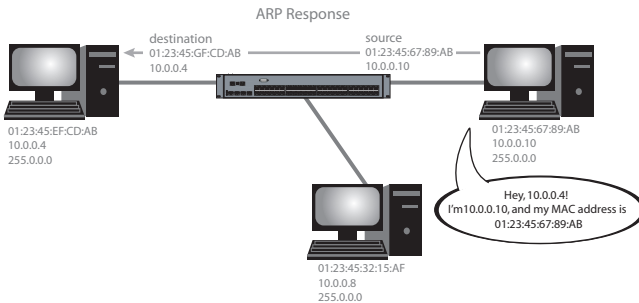 ARP Response
destination
01:23:45:GF:CD:AB
10.0.0.4
source
01:23:45:67:89:AB
10.0.0.10
01:23:45:EF:CD:AB
10.0.0.4
255.0.0.0
01:23:45:67:89:AB
10.0.0.10
255.0.0.0
Hey, 10.0.0.4!
I'm10.0.0.10, and my MAC address is
01:23:45:67:89:AB
01:23:45:32:15:AF
10.0.0.8
255.0.0.0